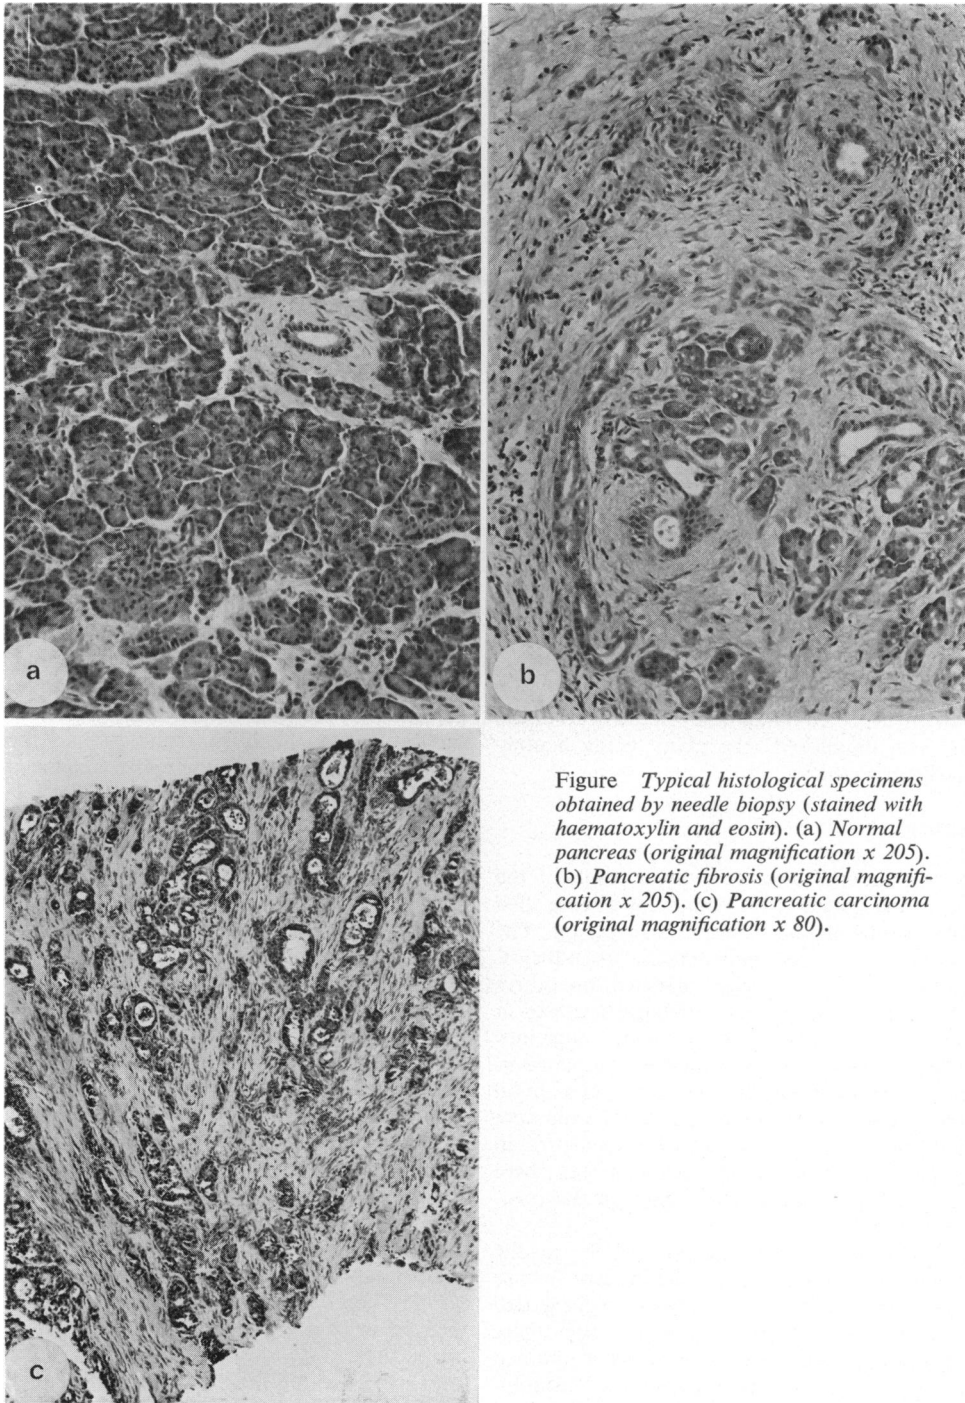 a
b
Figure Typical histological specimens
obtained by needle biopsy (stained with
haematoxylin and eosin). (a) Normal
pancreas (original magnification x 205).
(b) Pancreatic fibrosis (original magnifi-
cation x 205). (c) Pancreatic carcinoma
(original magnification x 80).
c